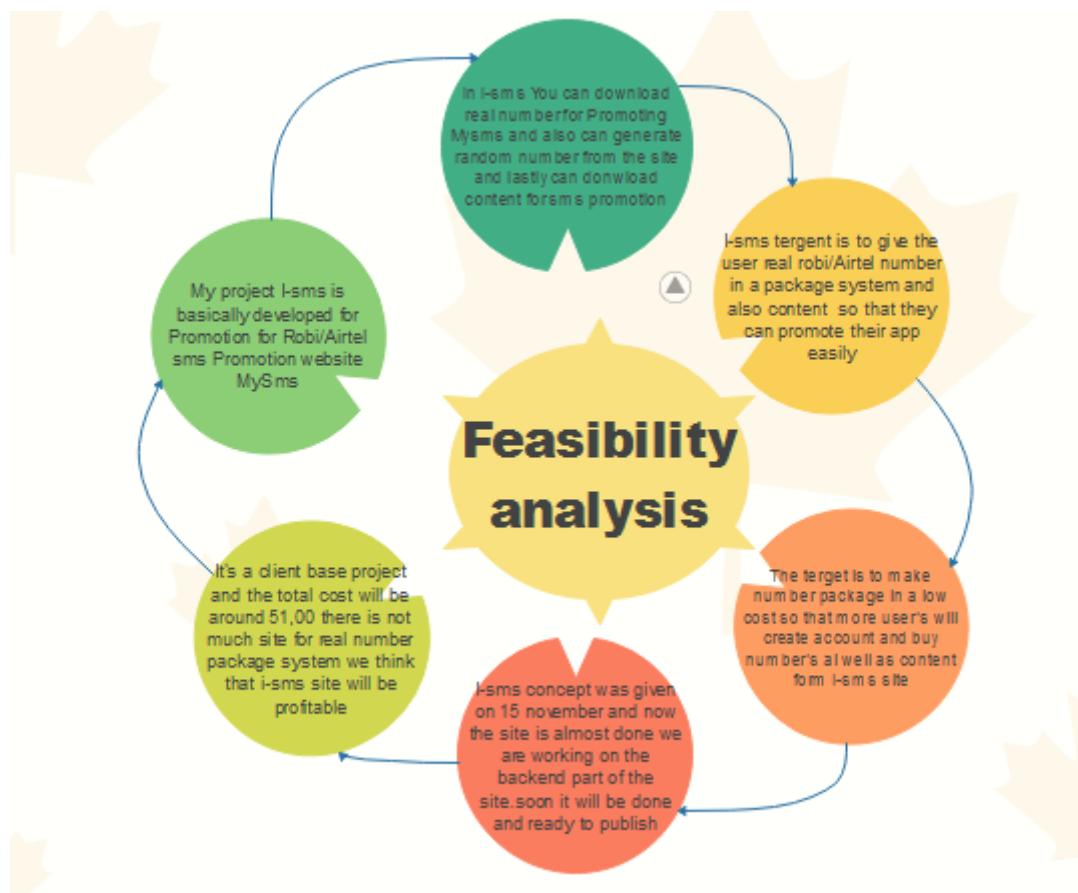 In I-sms You can download
real number for Promoting
Mysms and also can generate
random number from the site
and lastly can donwload
content for sms promotion
I-sms tergent is to give the
user real robi/Airtel number
in a package system and
also content so that they
can promote their app
easily
My project I-sms is
basically developed for
Promotion for Robi/Airtel
sms Promotion website
MySms
Feasibility
analysis
The terget is to make
number package in a low
cost so that more user's will
create account and buy
number's al well as content
form I-sms site
I-sms concept was given
on 15 november and now
the site is almost done we
are working on the
backend part of the
site.soon it will be done
and ready to publish
It's a client base project
and the total cost will be
around 51,00 there is not
much site for real number
package system we think
that i-sms site will be
profitable